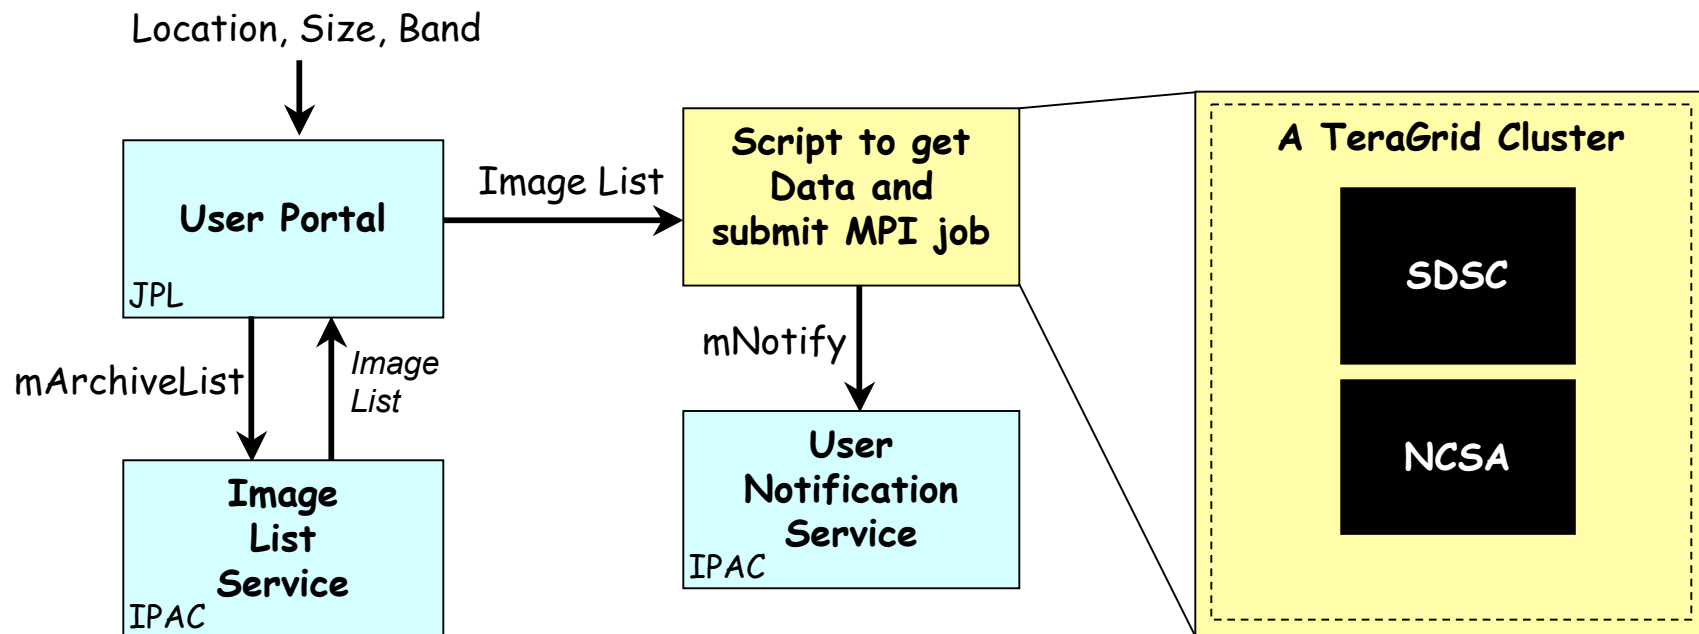 Location, Size, Band
User Portal
JPL
Image List
Script to get
Data and
submit MPI job
A TeraGrid Cluster
SDSC
NCSA
mArchiveList
Image
List
mNotify
Image
List
Service
IPAC
User
Notification
Service
IPAC